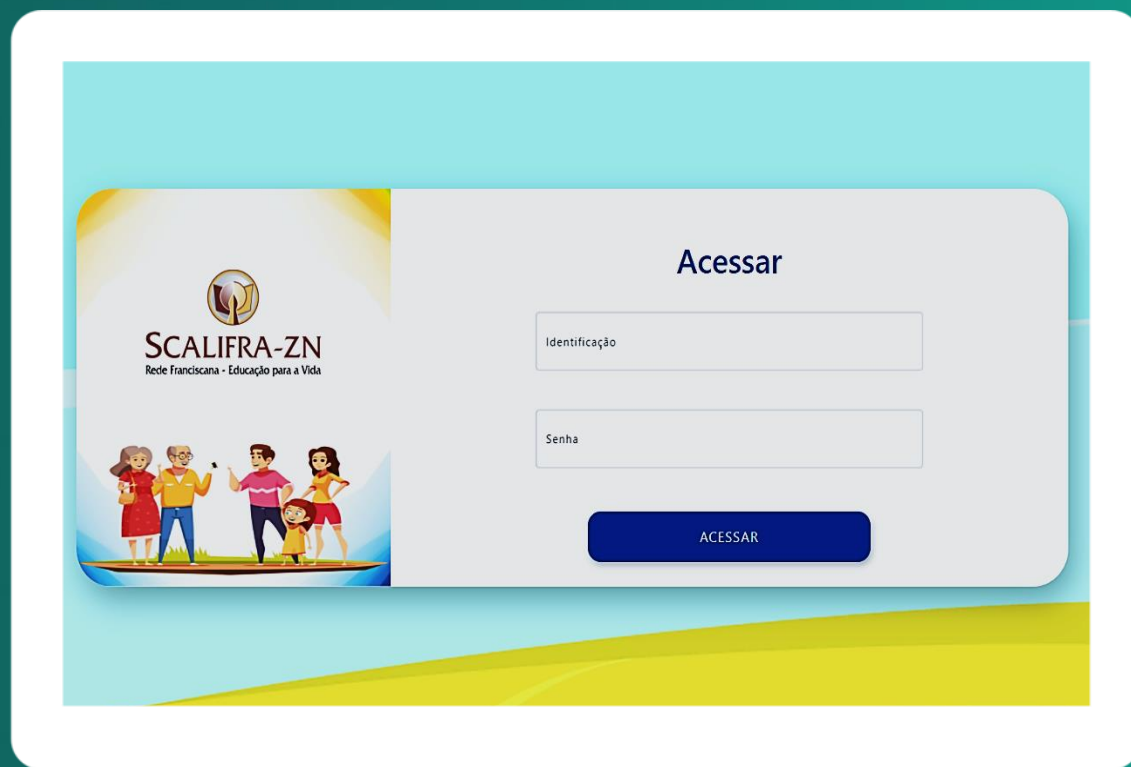 SCALIFRA-ZN
Rede Franciscana - Educação para a Vida
Acessar
Identificação
Senha
ACESSAR